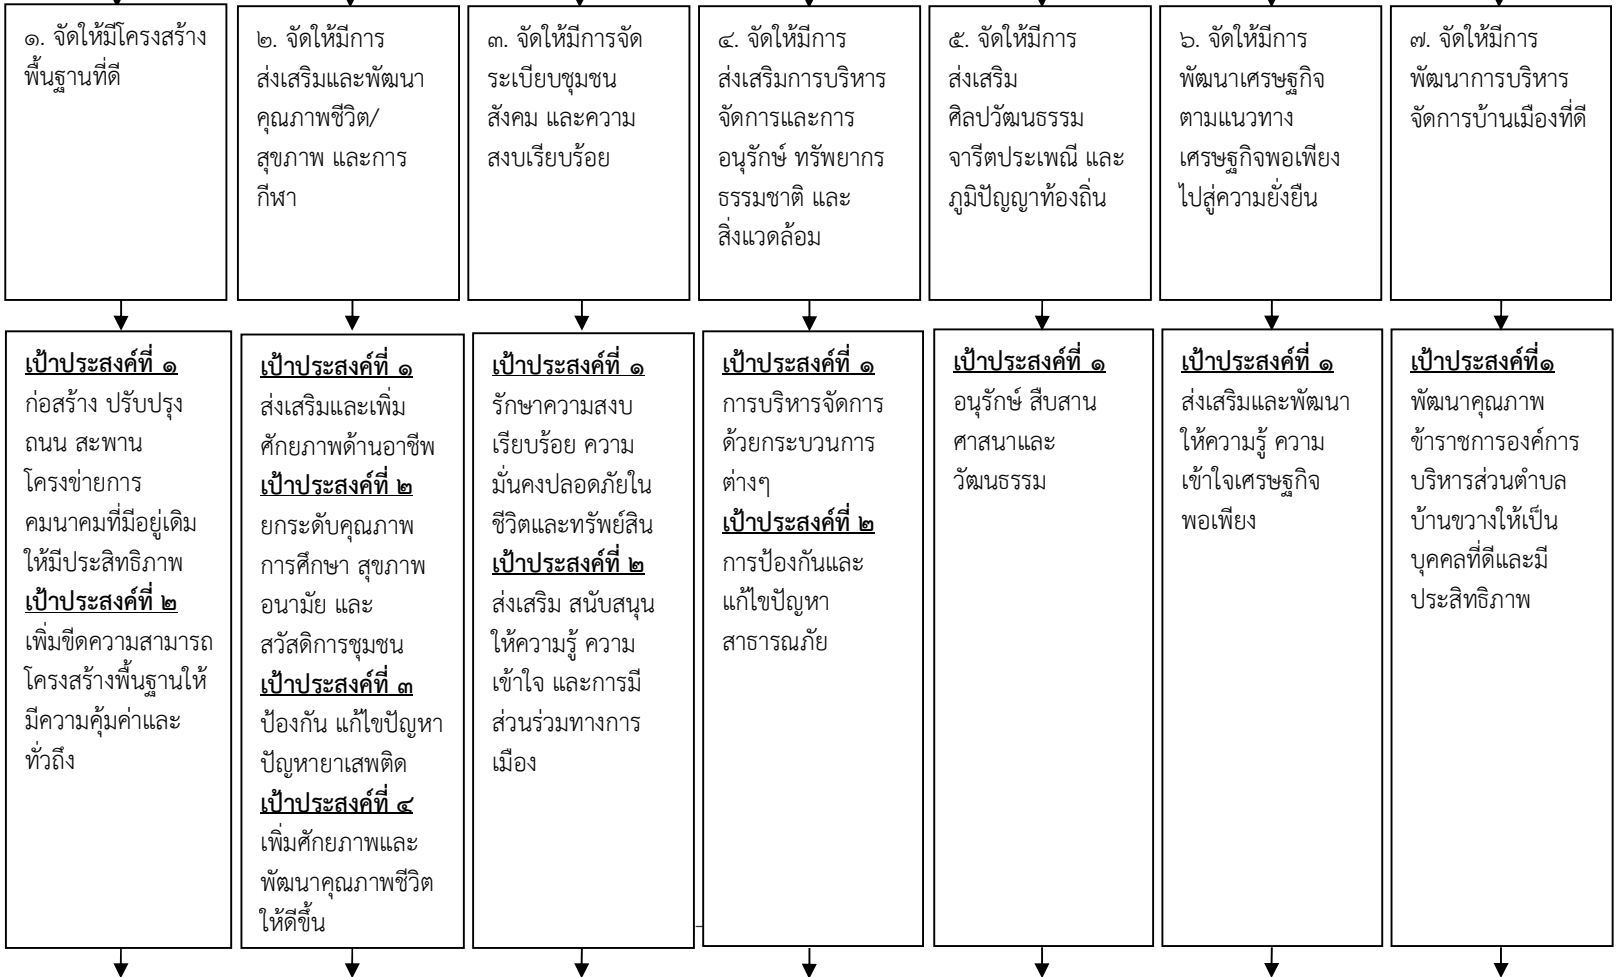 ๑. จัดให้มีโครงสร้าง
พื้นฐานที่ดี
๒. จัดให้มีการ
ส่งเสริมและพัฒนา
คุณภาพชีวิต/
สุขภาพ และการ
กีฬา
๓. จัดให้มีการจัด
ระเบียบชุมชน
สังคม และความ
สงบเรียบร้อย
๔. จัดให้มีการ
ส่งเสริมการบริหาร
จัดการและการ
อนุรักษ์ ทรัพยากร
ธรรมชาติ และ
สิ่งแวดล้อม
๕. จัดให้มีการ
ส่งเสริม
ศิลปวัฒนธรรม
จารีตประเพณี และ
ภูมิปัญญาท้องถิ่น
๖. จัดให้มีการ
พัฒนาเศรษฐกิจ
ตามแนวทาง
เศรษฐกิจพอเพียง
ไปสู่ความยั่งยืน
๗. จัดให้มีการ
พัฒนาการบริหาร
จัดการบ้านเมืองที่ดี
เป้าประสงค์ที่ ๑
ก่อสร้าง ปรับปรุง
ถนน สะพาน
โครงข่ายการ
คมนาคมที่มีอยู่เดิม
ให้มีประสิทธิภาพ
เป้าประสงค์ที่ ๒
เพิ่มขีดความสามารถ
โครงสร้างพื้นฐานให้
มีความคุ้มค่าและ
ทั่วถึง
เป้าประสงค์ที่ ๑
ส่งเสริมและเพิ่ม
ศักยภาพด้านอาชีพ
เป้าประสงค์ที่ ๒
ยกระดับคุณภาพ
การศึกษา สุขภาพ
อนามัย และ
สวัสดิการชุมชน
เป้าประสงค์ที่ ๓
ป้องกัน แก้ไขปัญหา
ปัญหายาเสพติด
เป้าประสงค์ที่ ๔
เพิ่มศักยภาพและ
พัฒนาคุณภาพชีวิต
ให้ดีขึ้น
เป้าประสงค์ที่ ๑
รักษาความสงบ
เรียบร้อย ความ
มั่นคงปลอดภัยใน
ชีวิตและทรัพย์สิน
เป้าประสงค์ที่ ๒
ส่งเสริม สนับสนุน
ให้ความรู้ ความ
เข้าใจ และการมี
ส่วนร่วมทางการ
เมือง
เป้าประสงค์ที่ ๑
การบริหารจัดการ
ด้วยกระบวนการ
ต่างๆ
เป้าประสงค์ที่ ๒
การป้องกันและ
แก้ไขปัญหา
สาธารณภัย
เป้าประสงค์ที่ ๑
อนุรักษ์ สืบสาน
ศาสนาและ
วัฒนธรรม
เป้าประสงค์ที่ ๑
ส่งเสริมและพัฒนา
ให้ความรู้ ความ
เข้าใจเศรษฐกิจ
พอเพียง
เป้าประสงค์ที่๑
พัฒนาคุณภาพ
ข้าราชการองค์การ
บริหารส่วนตำบล
บ้านขวางให้เป็น
บุคคลที่ดีและมี
ประสิทธิภาพ